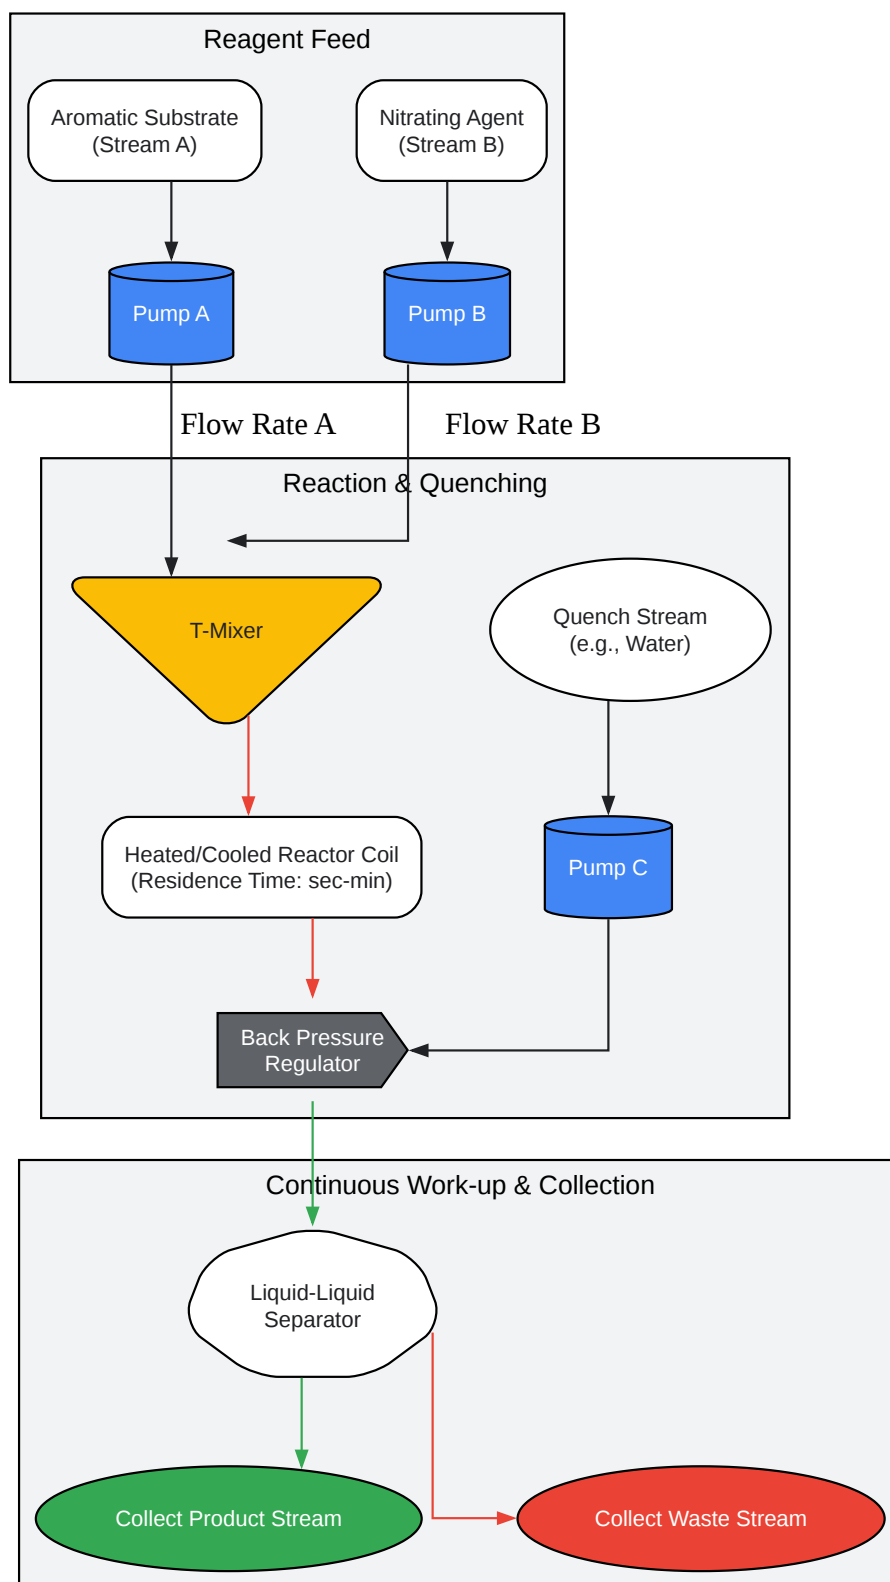 Reagent Feed
Aromatic Substrate
(Stream A)
Nitrating Agent
(Stream B)
Pump A
Pump B
Flow Rate A
Flow Rate B
Reaction & Quenching
T-Mixer
Quench Stream
(e.g., Water)
Heated/Cooled Reactor Coil
(Residence Time: sec-min)
Pump C
Back Pressure
Regulator
Continuous Work-up & Collection
Liquid-Liquid
Separator
Collect Product Stream
Collect Waste Stream